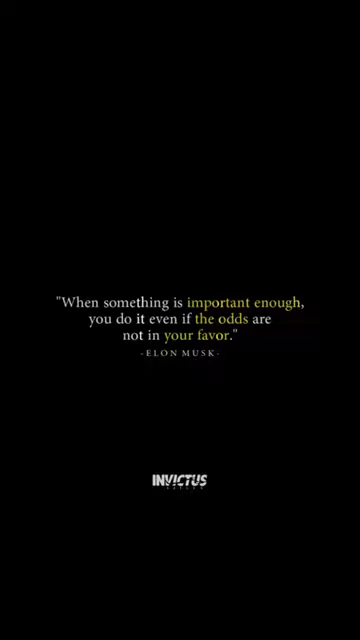 "When something is important enough,
you do it even if the odds are
not in your favor."
-ELON MUSK-
INVICTUS